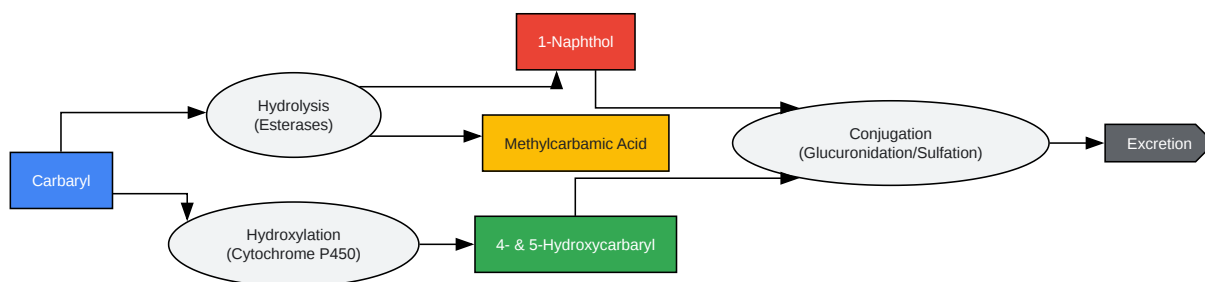 1-Naphthol
Hydrolysis
(Esterases)
Methylcarbamic Acid
Conjugation
(Glucuronidation/Sulfation)
Excretion
Carbaryl
Hydroxylation
(Cytochrome P450)
4- & 5-Hydroxycarbaryl